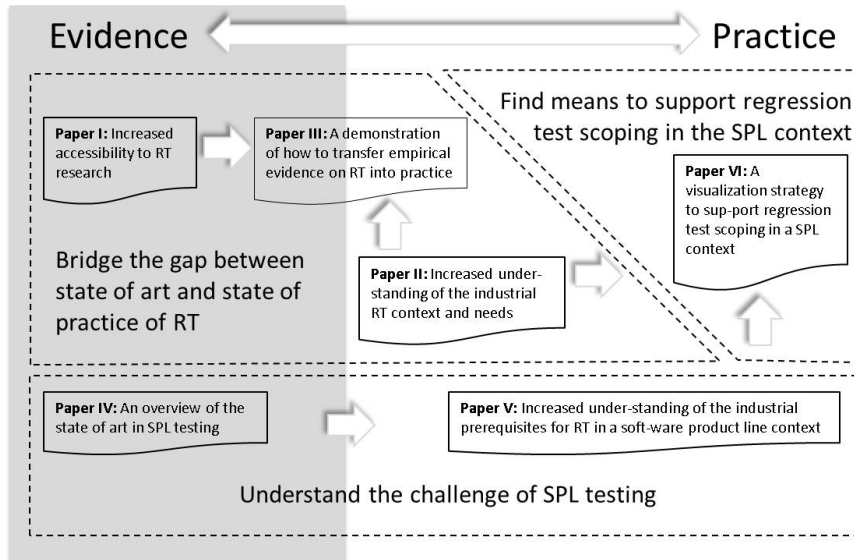 Evidence
Practice
Find means to support regression
test scoping in the SPL context
Paper I: Increased
accessibility to RT
research
Paper III: A demonstration
of how to transfer empirical
evidence on RT into practice
Paper VI: A
visualization strategy
to sup-port regression
test scoping in a SPL
context
Bridge the gap between
state of art and state of
practice of RT
Paper II: Increased under-
standing of the industrial
RT context and needs
Paper IV: An overview of the
state of art in SPL testing
Paper V: Increased under-standing of the industrial
prerequisites for RT in a soft-ware product line context
Understand the challenge of SPL testing